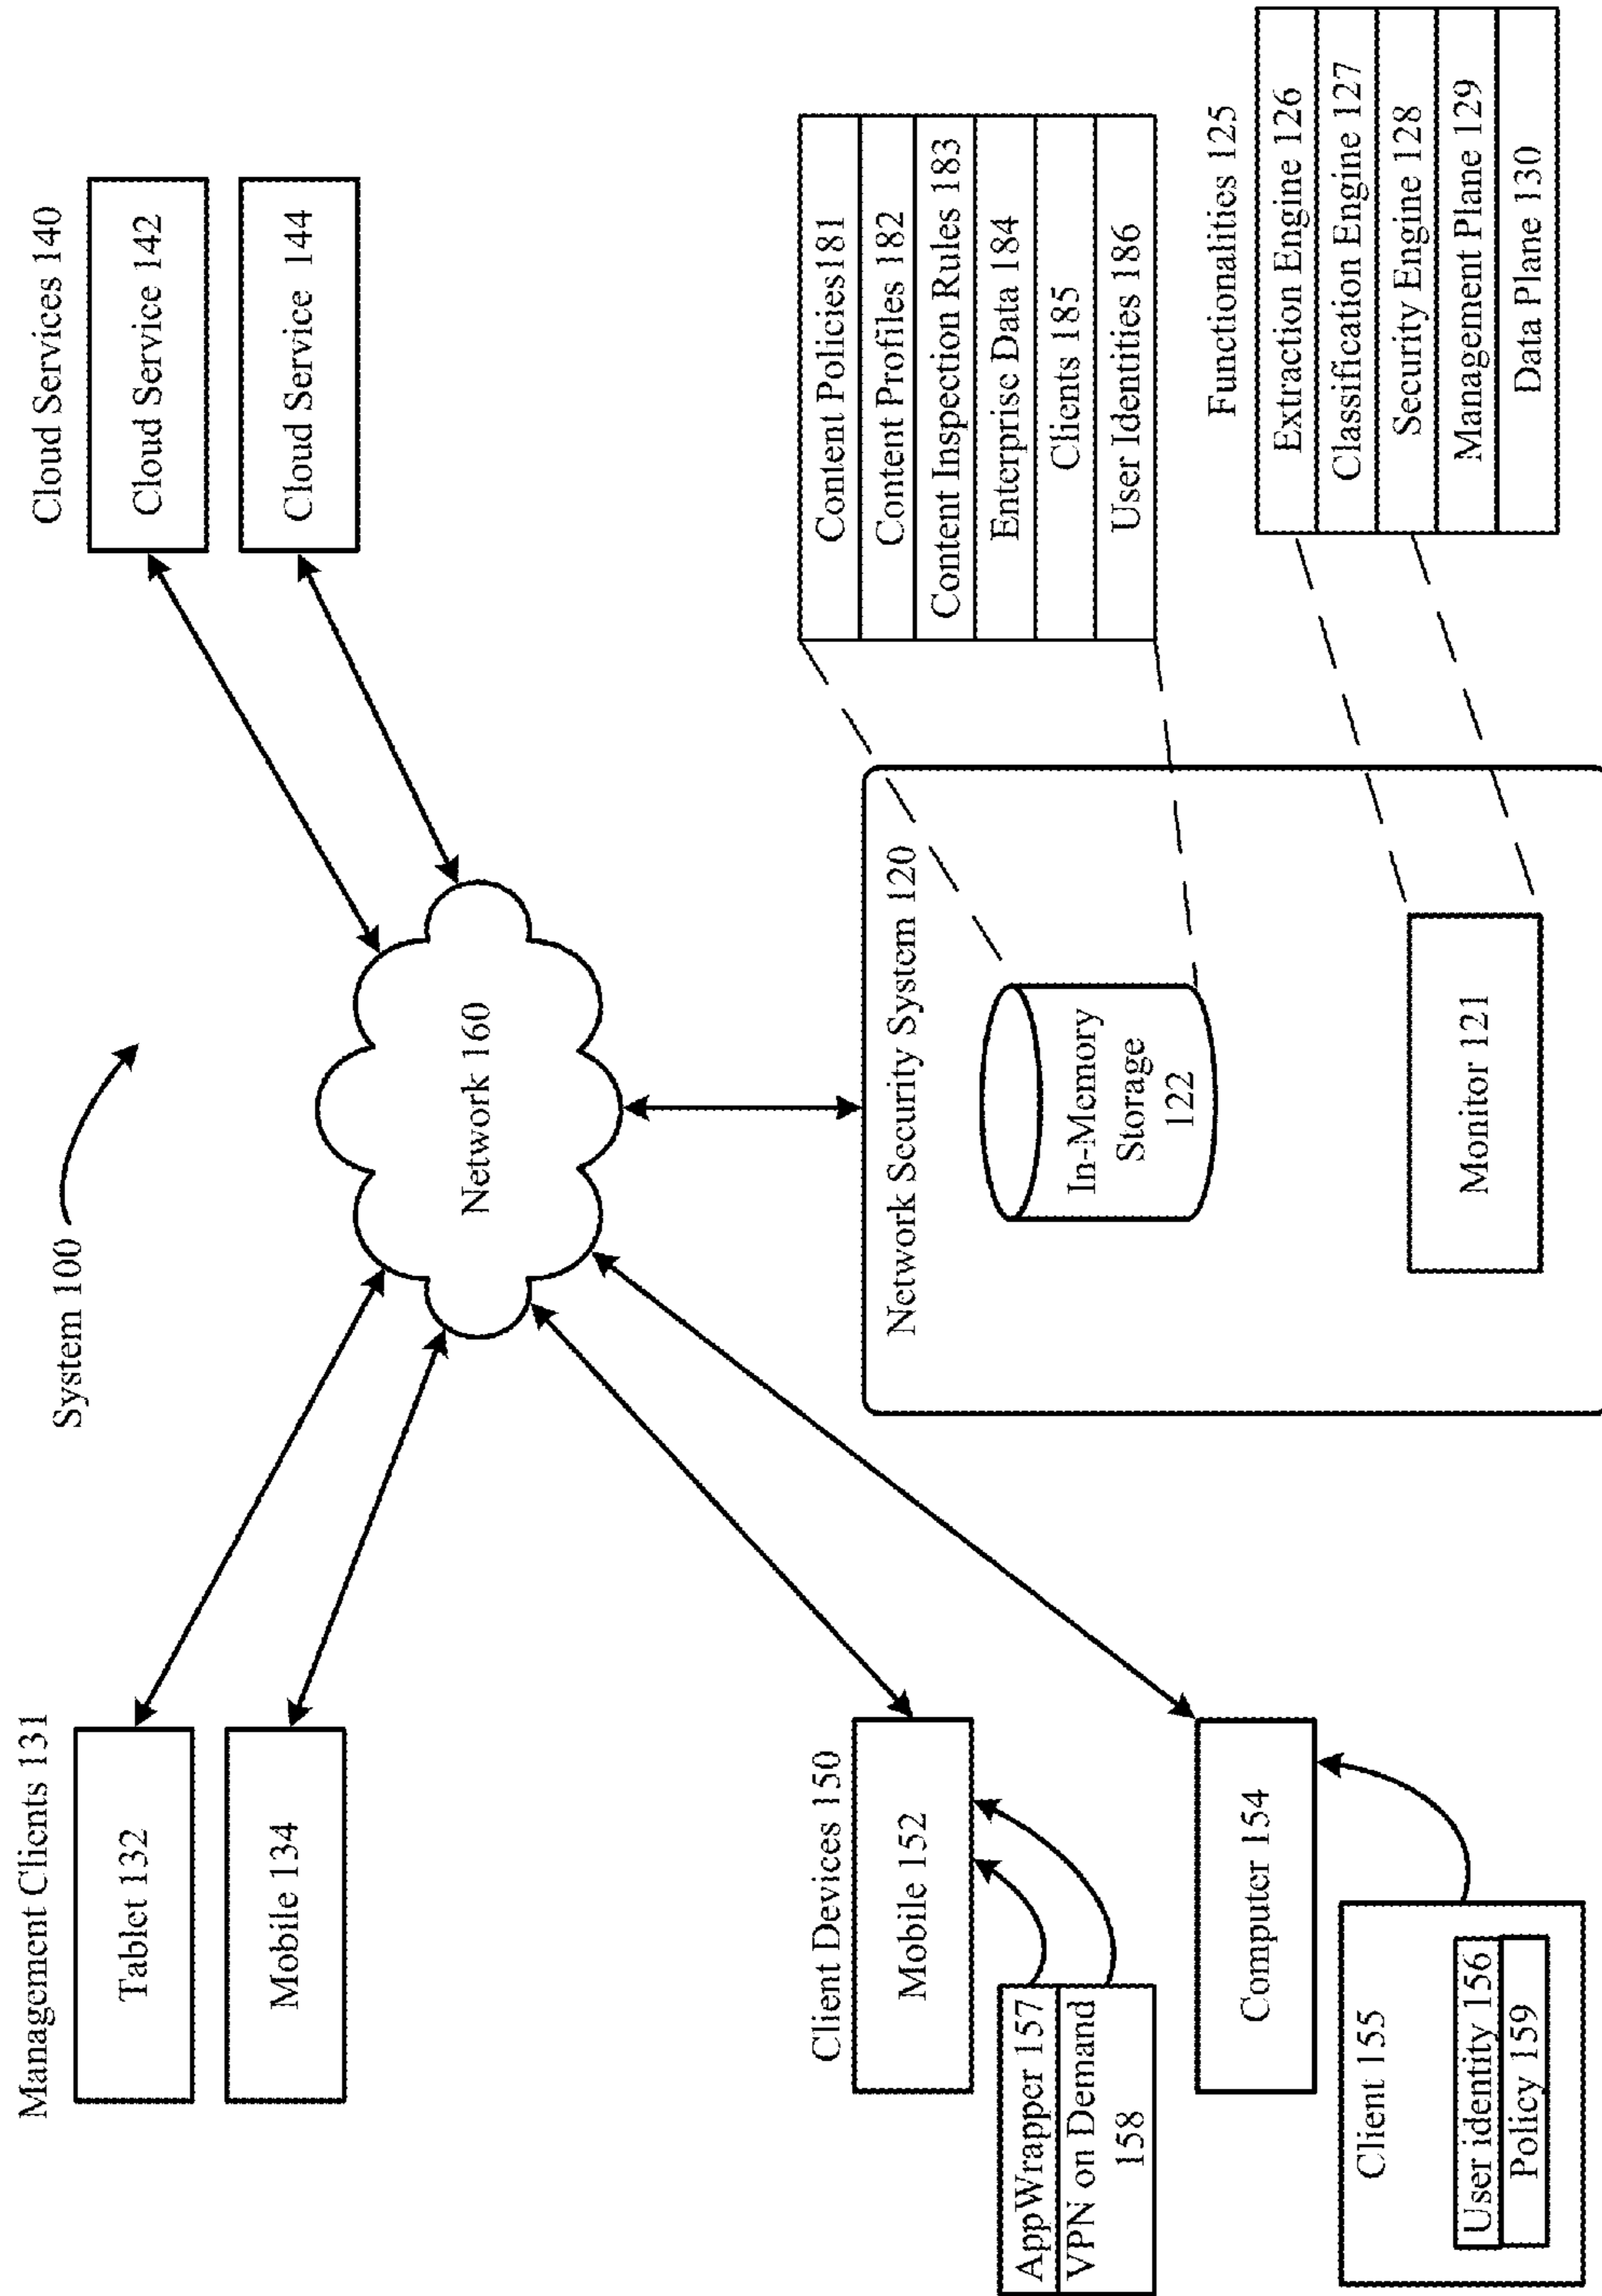 System 100
Management Clients 131
Tablet 132
Mobile 134
Cloud Services 140
Cloud Service 142
Cloud Service 144
Network 160
Client Devices 150
Mobile 152
AppWrapper 157
VPN on Demand
158
Computer 154
Client 155
User identity 156
Policy 159
Network Security System 120
In-Memory
Storage
122
Monitor 121
Content Policies181
Content Profiles 182
Content Inspection Rules 183
Enterprise Data 184
Clients 185
User Identities 186
Functionalities 125
Extraction Engine 126
Classification Engine 127
Security Engine 128
Management Plane 129
Data Plane 130